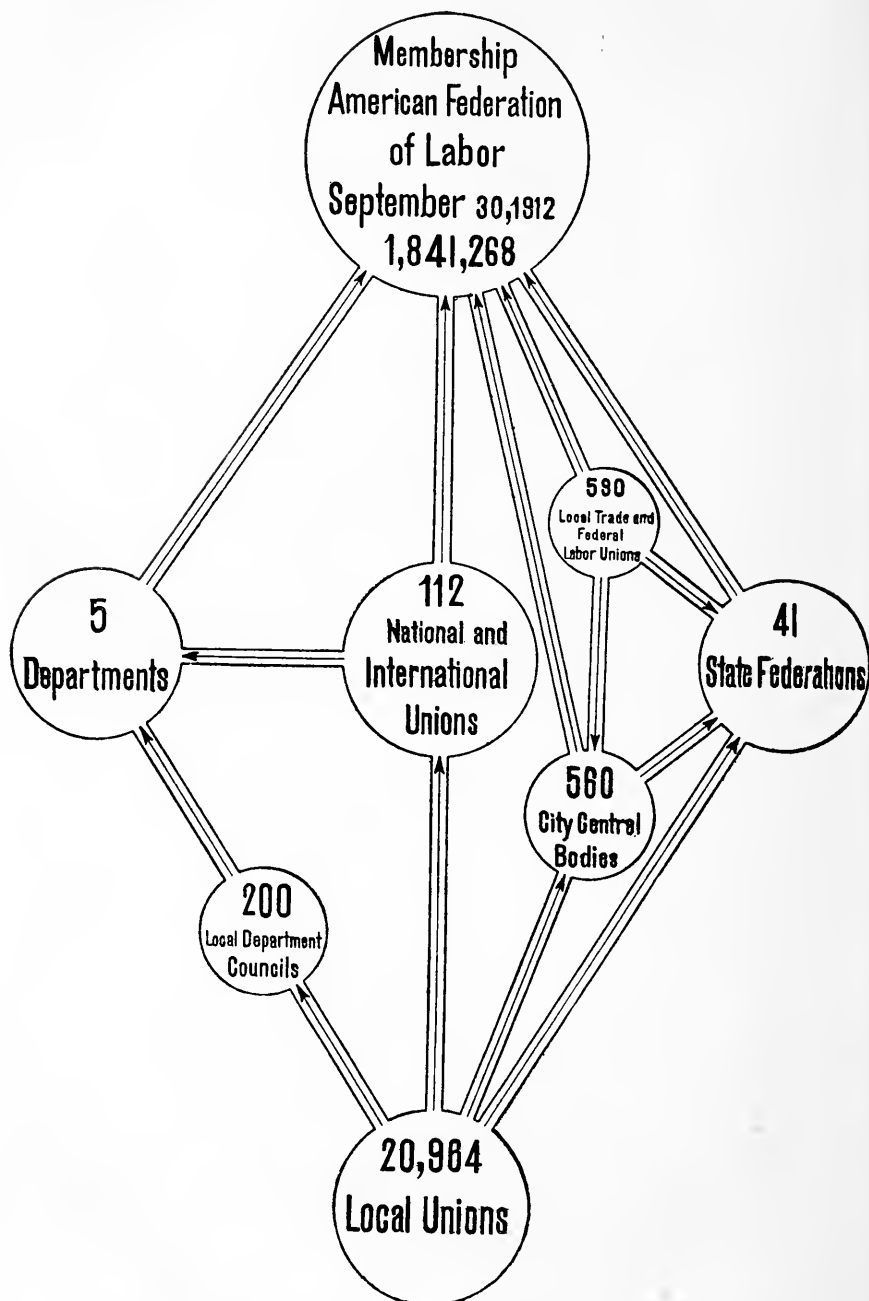 Membership
American Federation
of Labor
September 30,1912
1,841,268
590
Local Trade and
Federal
Labor Unions
5
Departments
112
National and
International
Unions
41
State Federations
560
City Central
Bodies
200
Local Department
Councils
20,964
Local Unions